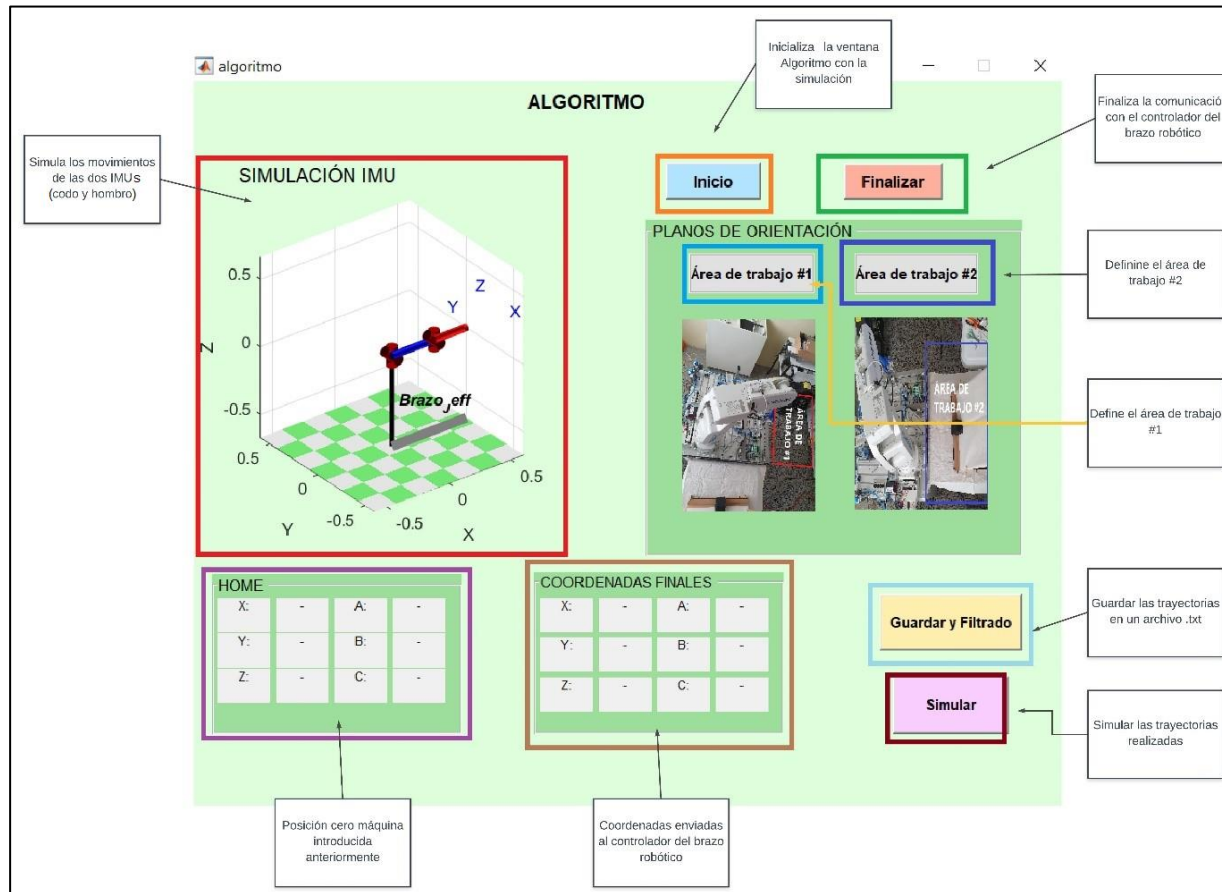 Inicializa la ventana
Algoritmo con la
simulación
algoritmo
ALGORITMO
Finaliza la comunicació
con el controlador del
brazo robótico
Simula los movimientos
de las dos IMUs
(codo y hombro)
SIMULACIÓN IMU
Inicio
Finalizar
PLANOS DE ORIENTACIÓN
Área de trabajo #1
Área de trabajo #2
Definine el área de
trabajo #2
0.5
0
-0.5
Z
Z
Y
X
Brazo jeff
0.5
0
-0.5
Y
-0.5
0
0.5
X
ÁREA DE
TRABAJO #1
ÁREA DE
TRABAJO #2
Define el área de trabajo
#1
HOME
X: - A: -
Y: - B: -
Z: - C: -
COORDENADAS FINALES
X: - A: -
Y: - B: -
Z: - C: -
Guardar y Filtrado
Guardar las trayectorias
en un archivo .txt
Simular
Simular las trayectorias
realizadas
Posición cero máquina
introducida
anteriormente
Coordenadas enviadas
al controlador del brazo
robótico